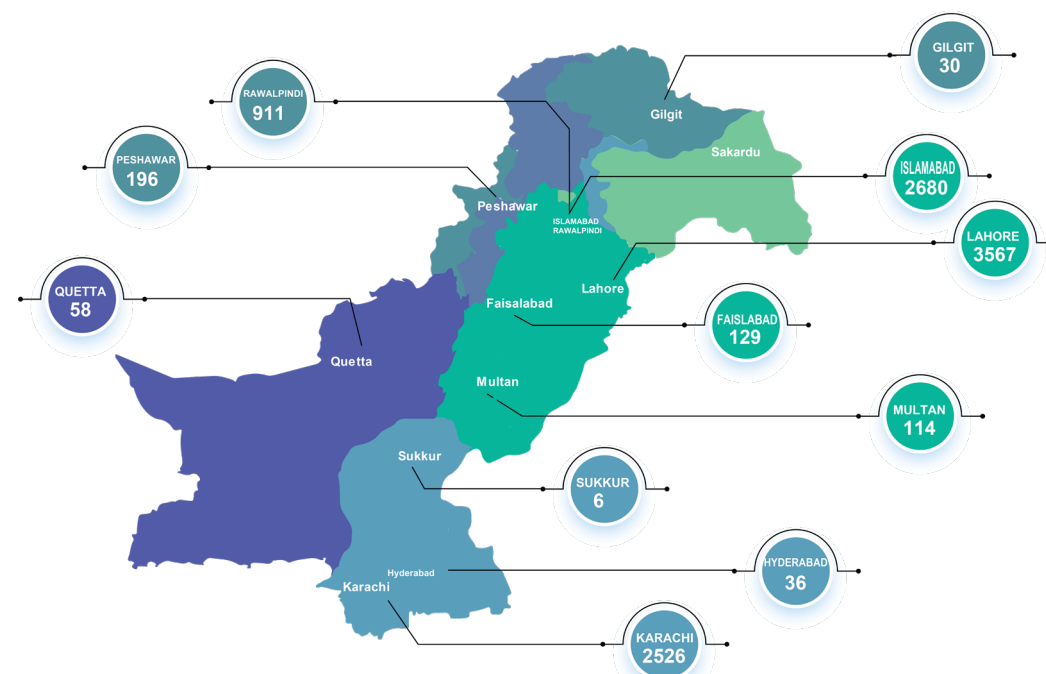 GILGIT
30
RAWALPINDI
911
Gilgit
Sakardu
PESHAWAR
196
ISLAMABAD
2680
Peshawar
ISLAMABAD
RAWALPINDI
LAHORE
3567
QUETTA
58
Lahore
Faisalabad
FAISLABAD
129
Quetta
Multan
MULTAN
114
Sukkur
SUKKUR
6
Hyderabad
HYDERABAD
36
Karachi
KARACHI
2526